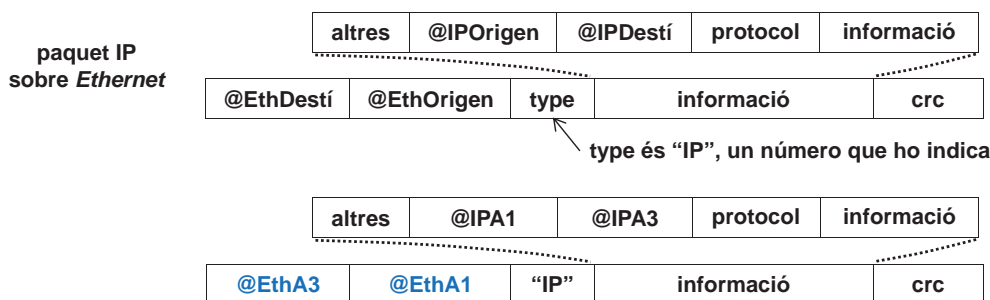 altres @IPOrigen @IPDestí protocol informació
paquet IP
sobre Ethernet
@EthDestí @EthOrigen type informació crc
type és “IP”, un número que ho indica
altres @IPA1 @IPA3 protocol informació
@EthA3 @EthA1 “IP” informació crc